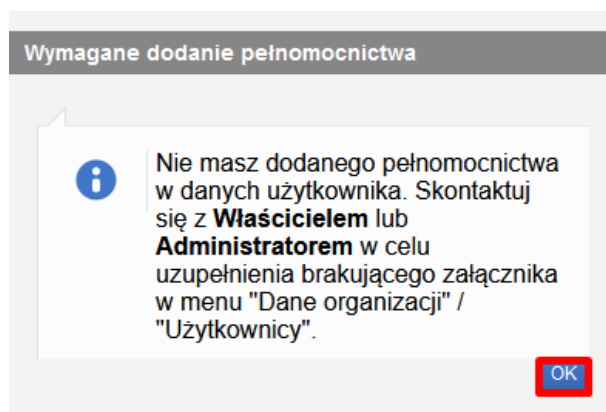 Wymagane dodanie pełnomocnictwa
Nie masz dodanego pełnomocnictwa
w danych użytkownika. Skontaktuj
się z Właścicielem lub
Administratorem w celu
uzupełnienia brakującego załącznika
w menu "Dane organizacji" /
"Użytkownicy".
OK